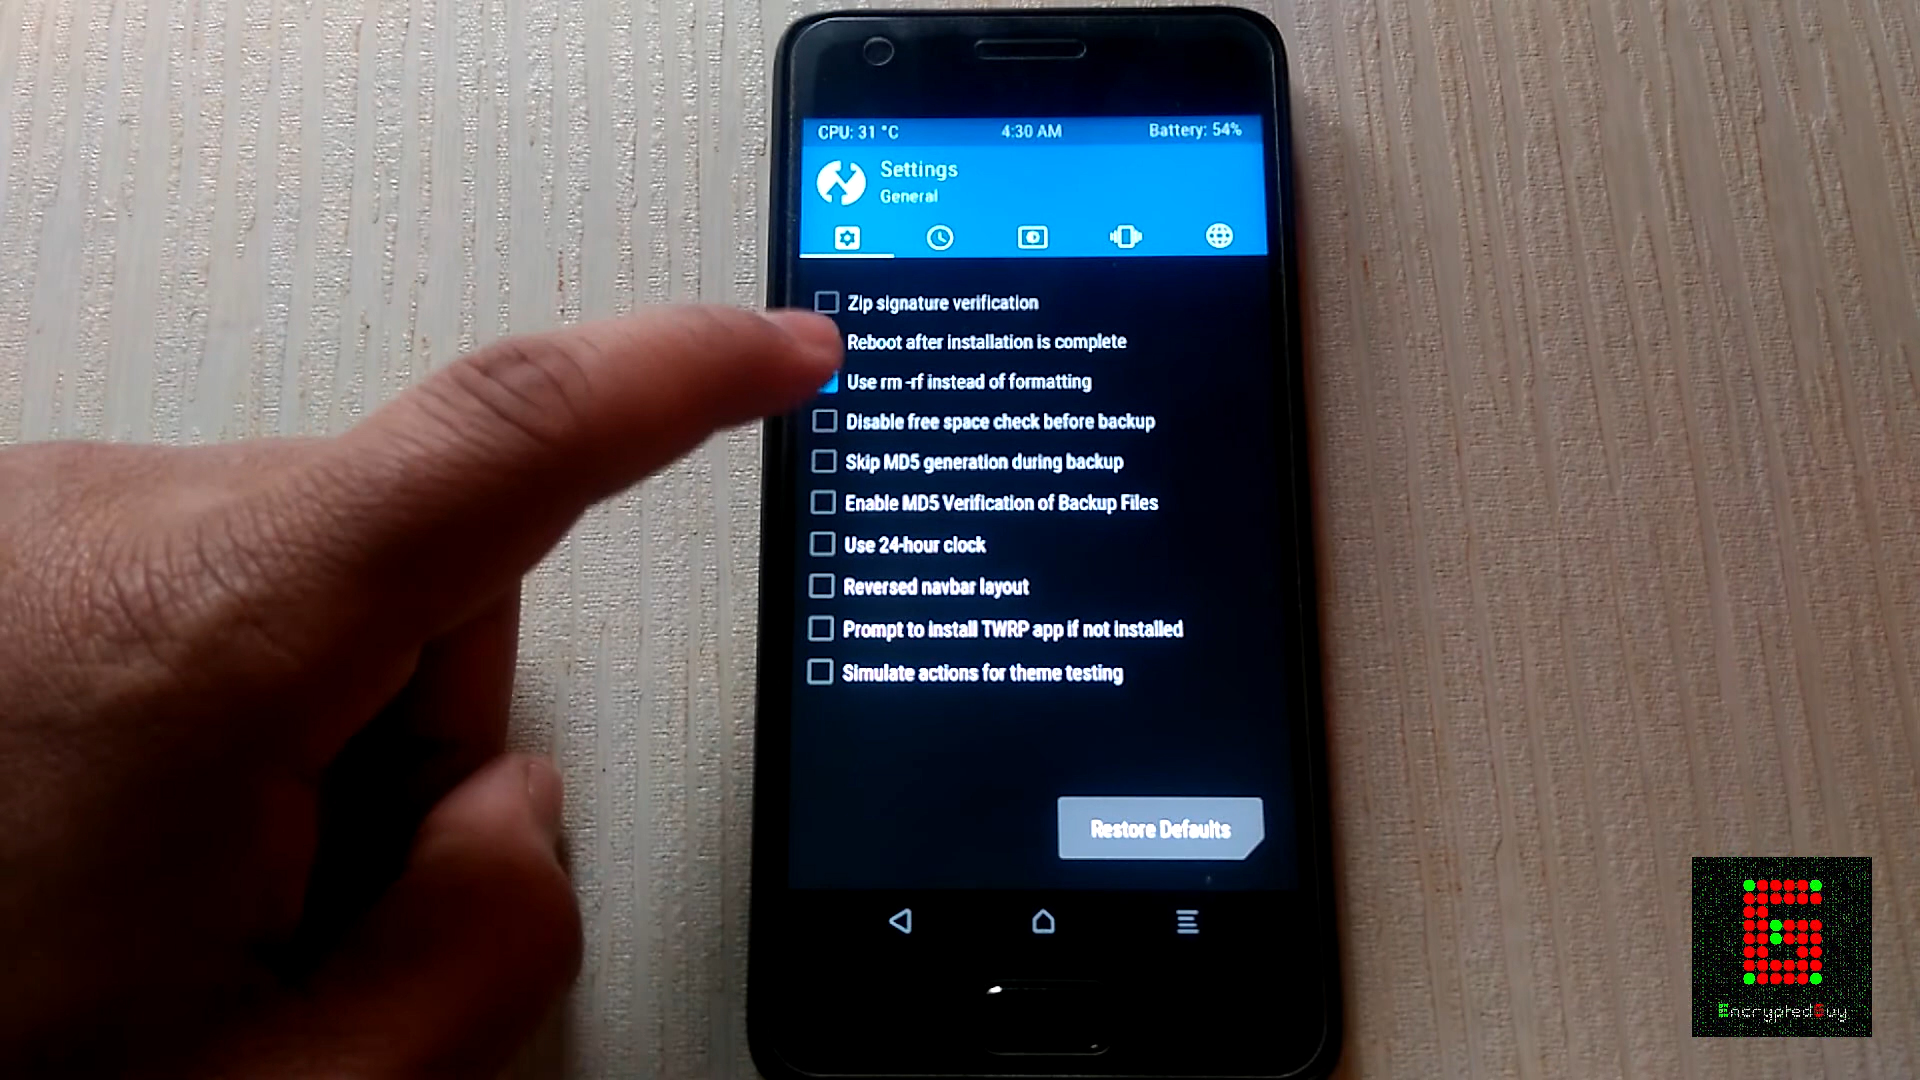 CPU: 31 °C 4:30 AM Battery: 54%
Settings
General
Zip signature verification
Reboot after installation is complete
Use rm -rf instead of formatting
Disable free space check before backup
Skip MD5 generation during backup
Enable MD5 Verification of Backup Files
Use 24-hour clock
Reversed navbar layout
Prompt to install TWRP app if not installed
Simulate actions for theme testing
Restore Defaults
EncryptedGuy